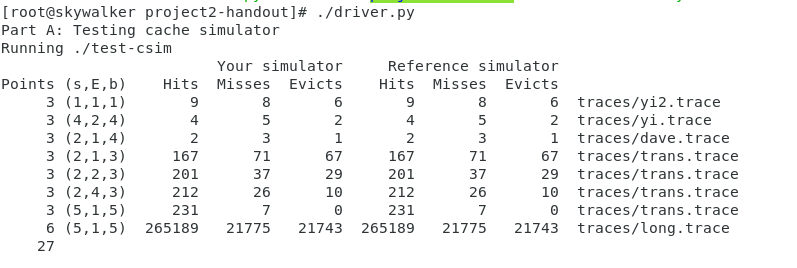 [root@skywalker project2-handout]# ./driver.py
Part A: Testing cache simulator
Running ./test-csim
                        Your simulator     Reference simulator
Points (s,E,b)    Hits  Misses  Evicts    Hits  Misses  Evicts
     3 (1,1,1)       9       8       6       9       8       6  traces/yi2.trace
     3 (4,2,4)       4       5       2       4       5       2  traces/yi.trace
     3 (2,1,4)       2       3       1       2       3       1  traces/dave.trace
     3 (2,1,3)     167      71      67     167      71      67  traces/trans.trace
     3 (2,2,3)     201      37      29     201      37      29  traces/trans.trace
     3 (2,4,3)     212      26      10     212      26      10  traces/trans.trace
     3 (5,1,5)     231       7       0     231       7       0  traces/trans.trace
     6 (5,1,5)  265189   21775   21743  265189   21775   21743  traces/long.trace
    27